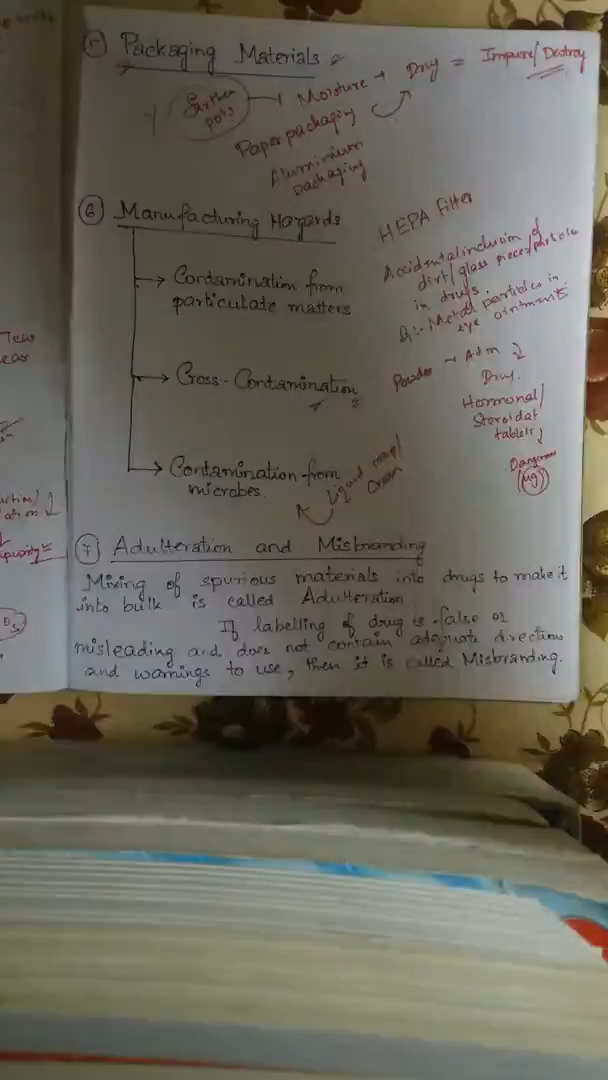 5 Packaging Materials
Moisture + Drug = Impure/Destroy
Earthen
pots
Paper packaging
Aluminium
packaging
6 Manufacturing Hazards
HEPA Filter
Contamination from
particulate matters
Accidental inclusion of
dirt/glass pieces/particles
in drugs.
Metal particles in
eye ointment
Cross-Contamination
Powder → Atm
Drug.
Hormonal/
Steroidal
tablets
Dangerous
(μg)
Contamination from
microbes.
Liquid
Cream
7 Adulteration and Misbranding
Mixing of spurious materials into drugs to make it
into bulk is called Adulteration
If labelling of drug is false or
misleading and does not contain adequate directions
and warnings to use, then it is called Misbranding.